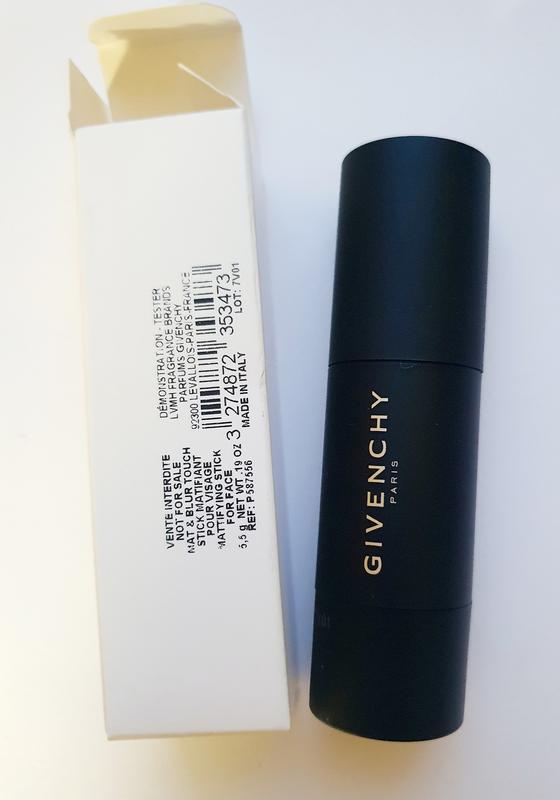 DÉMONSTRATION - TESTER
LVMH FRAGRANCE BRANDS
PARFUMS GIVENCHY
92300 LEVALLOIS-PARIS-FRANCE
3 274872 353473
MADE IN ITALY LOT: 7V01
VENTE INTERDITE
NOT FOR SALE
MAT & BLUR TOUCH
STICK MATIFIANT
POUR VISAGE
MATTIFYING STICK
FOR FACE
5,5 g NET WT. .19 oz
REF: P587556
GIVENCHY
PARIS